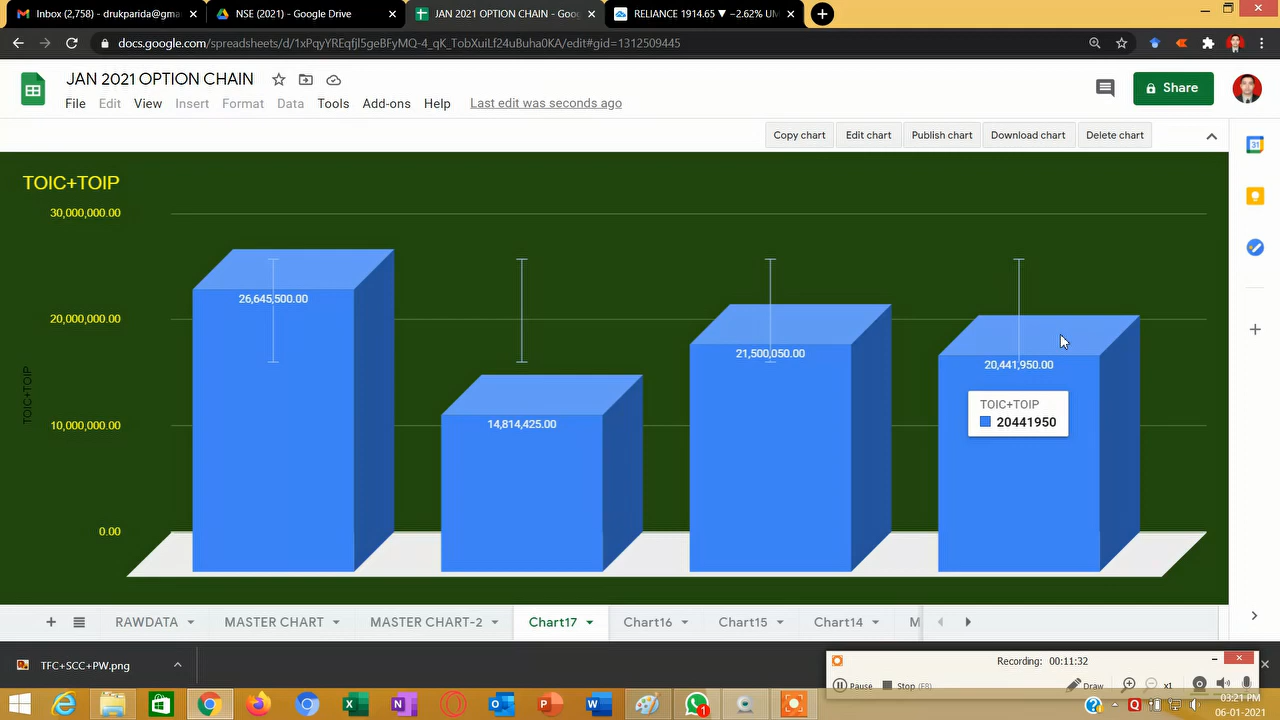 Inbox (2,758) - drukparida@gma
NSE (2021) - Google Drive
JAN 2021 OPTION CHAIN - Goog
RELIANCE 1914.65 ▼ −2.62% UN
docs.google.com/spreadsheets/d/1xPqyYREqfjI5geBFyMQ-4_qK_TobXuiLf24uBuha0KA/edit#gid=1312509445
JAN 2021 OPTION CHAIN
File Edit View Insert Format Data Tools Add-ons Help Last edit was seconds ago
Share
Copy chart Edit chart Publish chart Download chart Delete chart
TOIC+TOIP
30,000,000.00
20,000,000.00
10,000,000.00
0.00
TOIC+TOIP
26,645,500.00
14,814,425.00
21,500,050.00
20,441,950.00
TOIC+TOIP
20441950
RAWDATA MASTER CHART MASTER CHART-2 Chart17 Chart16 Chart15 Chart14 M
TFC+SCC+PW.png
Recording: 00:11:32
Pause Stop (F8) Draw x1
03:21 PM
06-01-2021